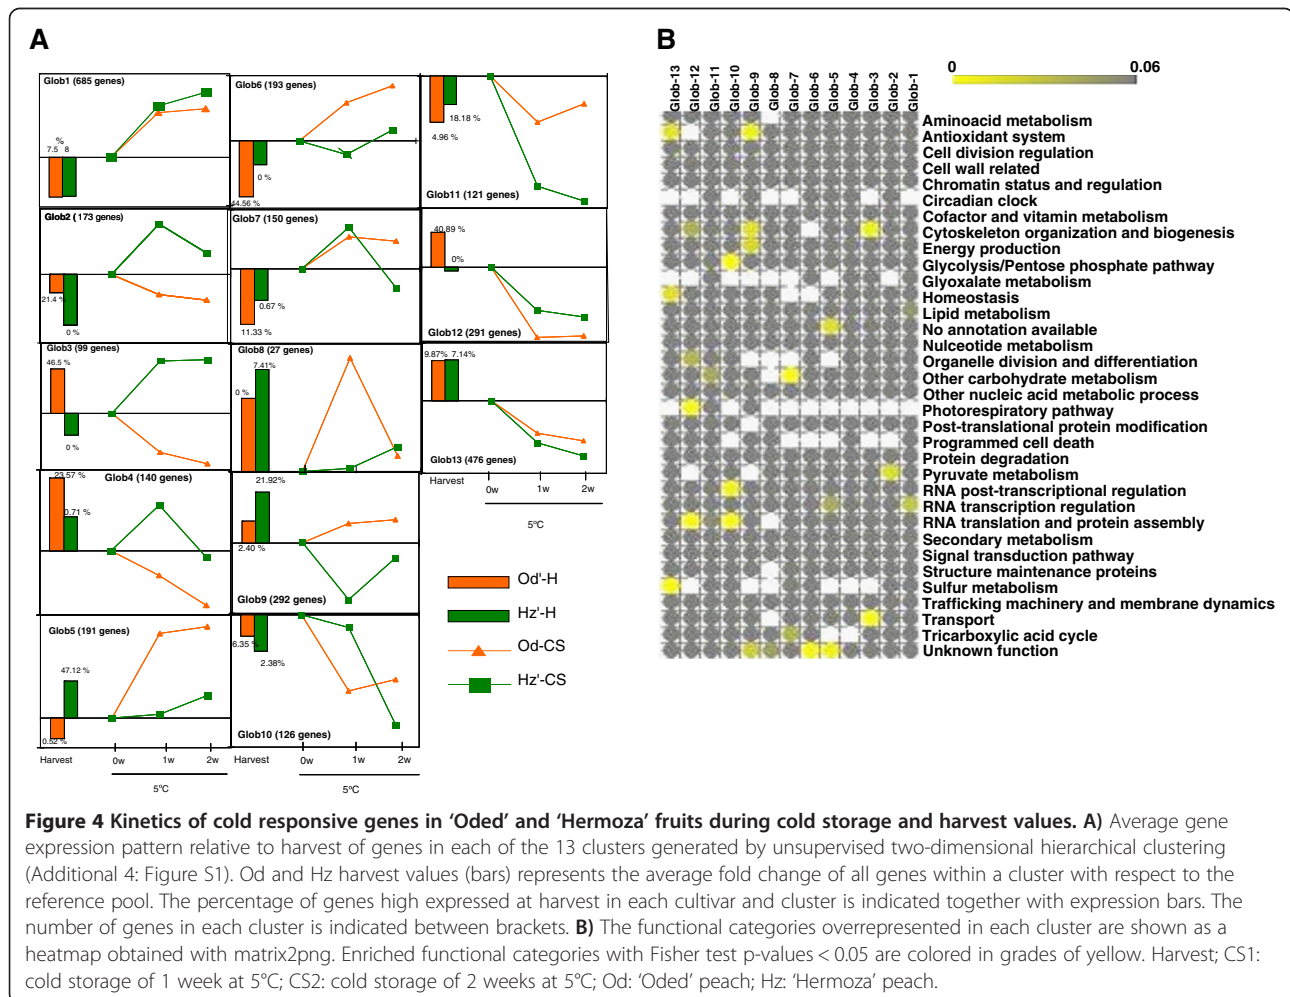 A
Glob1 (685 genes)
%
7.5 8
Glob2 (173 genes)
21.4 %
0 %
Glob3 (99 genes)
46.5 %
0 %
23.57 %
Glob4 (140 genes)
0.71 %
Glob5 (191 genes)
47.12 %
0.52 %
Harvest 0w 1w 2w
5°C
Glob6 (193 genes)
0 %
44.56 %
Glob7 (150 genes)
0.67 %
11.33 %
Glob8 (27 genes)
0 %
7.41%
21.92%
2.40 %
Glob9 (292 genes)
6.35 %
2.38%
Glob10 (126 genes)
Harvest 0w 1w 2w
5°C
18.18 %
4.96 %
Glob11 (121 genes)
40.89 %
0%
Glob12 (291 genes)
9.87% 7.14%
Glob13 (476 genes)
Harvest 0w 1w 2w
5°C
Od'-H
Hz'-H
Od-CS
Hz'-CS
B
0 0.06
Glob-13 Glob-12 Glob-11 Glob-10 Glob-9 Glob-8 Glob-7 Glob-6 Glob-5 Glob-4 Glob-3 Glob-2 Glob-1
Aminoacid metabolism
Antioxidant system
Cell division regulation
Cell wall related
Chromatin status and regulation
Circadian clock
Cofactor and vitamin metabolism
Cytoskeleton organization and biogenesis
Energy production
Glycolysis/Pentose phosphate pathway
Glyoxalate metabolism
Homeostasis
Lipid metabolism
No annotation available
Nulceotide metabolism
Organelle division and differentiation
Other carbohydrate metabolism
Other nucleic acid metabolic process
Photorespiratory pathway
Post-translational protein modification
Programmed cell death
Protein degradation
Pyruvate metabolism
RNA post-transcriptional regulation
RNA transcription regulation
RNA translation and protein assembly
Secondary metabolism
Signal transduction pathway
Structure maintenance proteins
Sulfur metabolism
Trafficking machinery and membrane dynamics
Transport
Tricarboxylic acid cycle
Unknown function
Figure 4 Kinetics of cold responsive genes in ‘Oded’ and ‘Hermoza’ fruits during cold storage and harvest values. A) Average gene
expression pattern relative to harvest of genes in each of the 13 clusters generated by unsupervised two-dimensional hierarchical clustering
(Additional 4: Figure S1). Od and Hz harvest values (bars) represents the average fold change of all genes within a cluster with respect to the
reference pool. The percentage of genes high expressed at harvest in each cultivar and cluster is indicated together with expression bars. The
number of genes in each cluster is indicated between brackets. B) The functional categories overrepresented in each cluster are shown as a
heatmap obtained with matrix2png. Enriched functional categories with Fisher test p-values < 0.05 are colored in grades of yellow. Harvest; CS1:
cold storage of 1 week at 5°C; CS2: cold storage of 2 weeks at 5°C; Od: ‘Oded’ peach; Hz: ‘Hermoza’ peach.